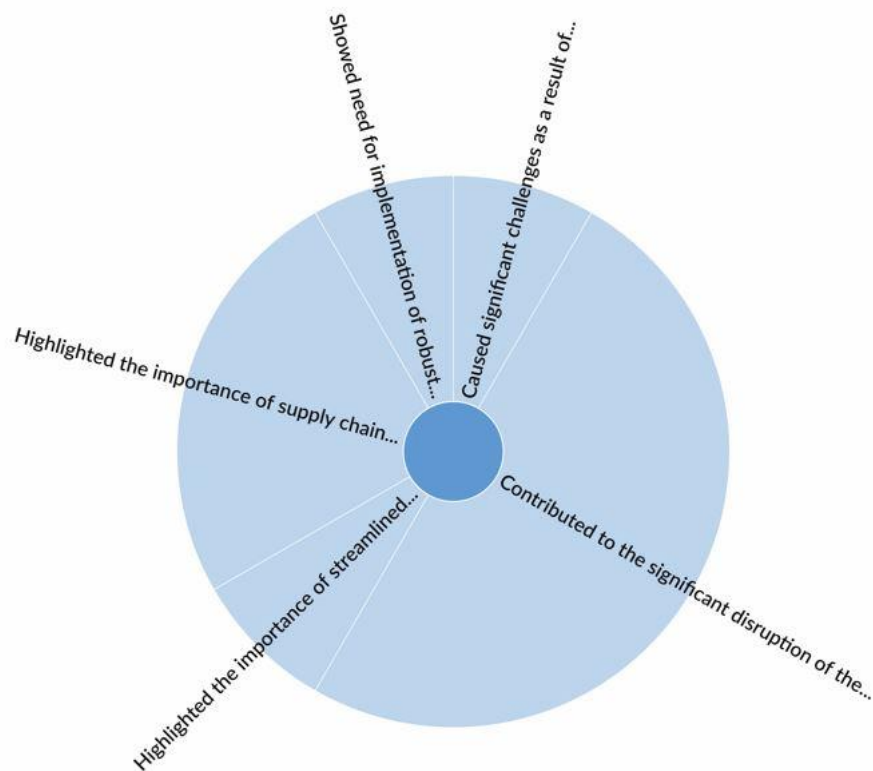 Showed need for implementation of robust...
Caused significant challenges as a result of...
Highlighted the importance of supply chain...
Contributed to the significant disruption of the...
Highlighted the importance of streamlined...